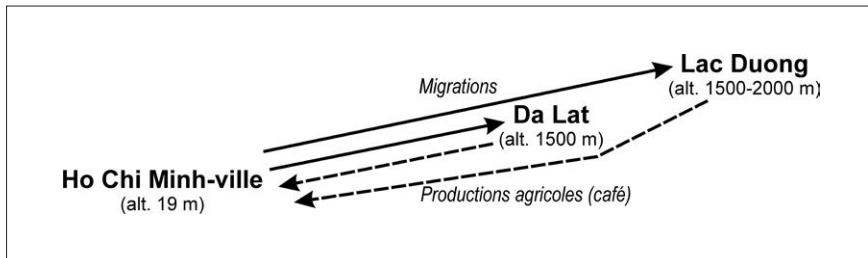 Lac Duong
(alt. 1500-2000 m)
Migrations
Da Lat
(alt. 1500 m)
Ho Chi Minh-ville
(alt. 19 m)
Productions agricoles (café)